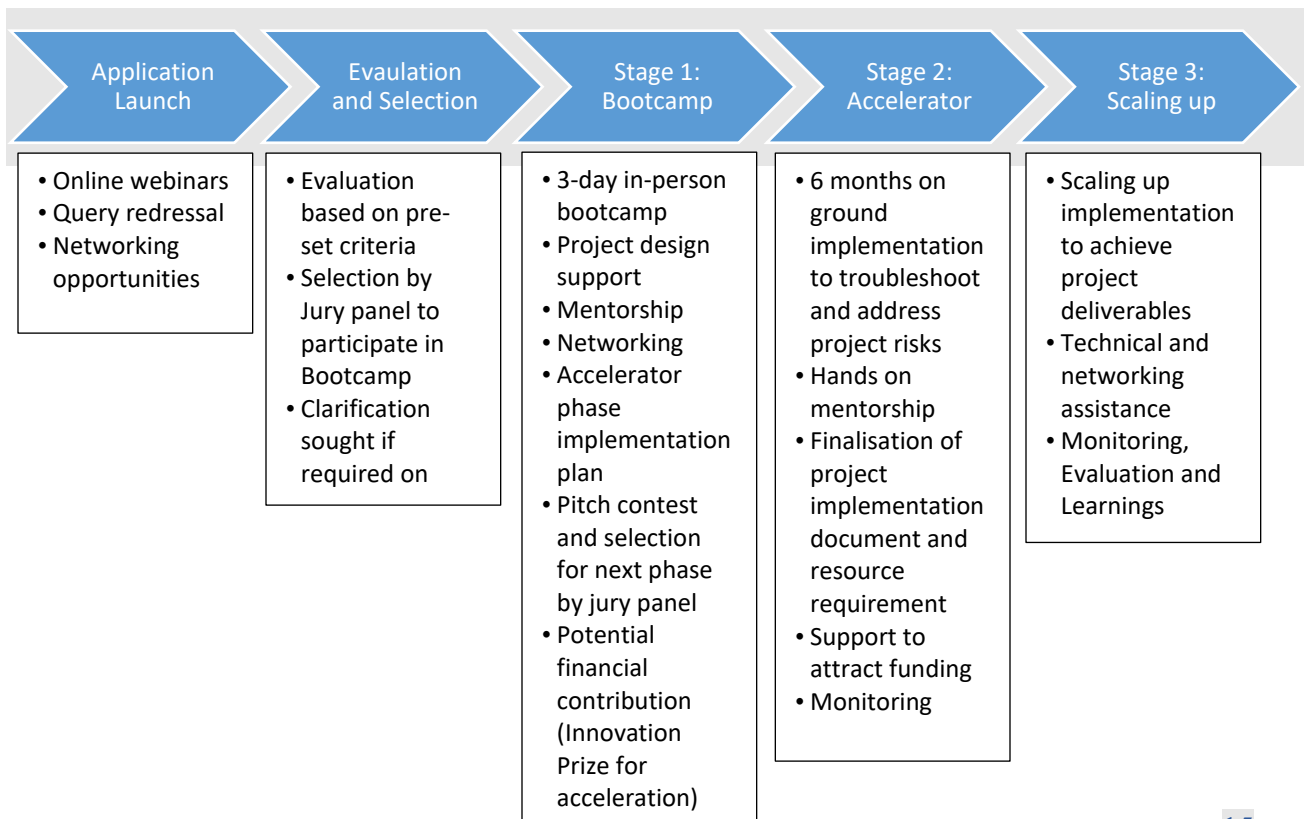 Application
Launch
Evaulation
and Selection
Stage 1:
Bootcamp
Stage 2:
Accelerator
Stage 3:
Scaling up
• Online webinars
• Query redressal
• Networking
opportunities
• Evaluation
based on pre-
set criteria
• Selection by
Jury panel to
participate in
Bootcamp
• Clarification
sought if
required on
• 3-day in-person
bootcamp
• Project design
support
• Mentorship
• Networking
• Accelerator
phase
implementation
plan
• Pitch contest
and selection
for next phase
by jury panel
• Potential
financial
contribution
(Innovation
Prize for
acceleration)
• 6 months on
ground
implementation
to troubleshoot
and address
project risks
• Hands on
mentorship
• Finalisation of
project
implementation
document and
resource
requirement
• Support to
attract funding
• Monitoring
• Scaling up
implementation
to achieve
project
deliverables
• Technical and
networking
assistance
• Monitoring,
Evaluation and
Learnings